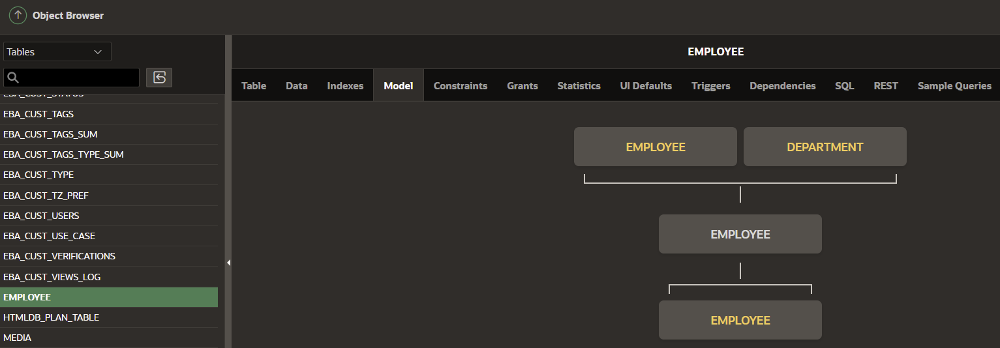 Object Browser
Tables
EMPLOYEE
Table Data Indexes Model Constraints Grants Statistics UI Defaults Triggers Dependencies SQL REST Sample Queries
EBA_CUST_STATUS
EBA_CUST_TAGS
EBA_CUST_TAGS_SUM
EBA_CUST_TAGS_TYPE_SUM
EBA_CUST_TYPE
EBA_CUST_TZ_PREF
EBA_CUST_USERS
EBA_CUST_USE_CASE
EBA_CUST_VERIFICATIONS
EBA_CUST_VIEWS_LOG
EMPLOYEE
HTMLDB_PLAN_TABLE
MEDIA
EMPLOYEE DEPARTMENT
EMPLOYEE
EMPLOYEE